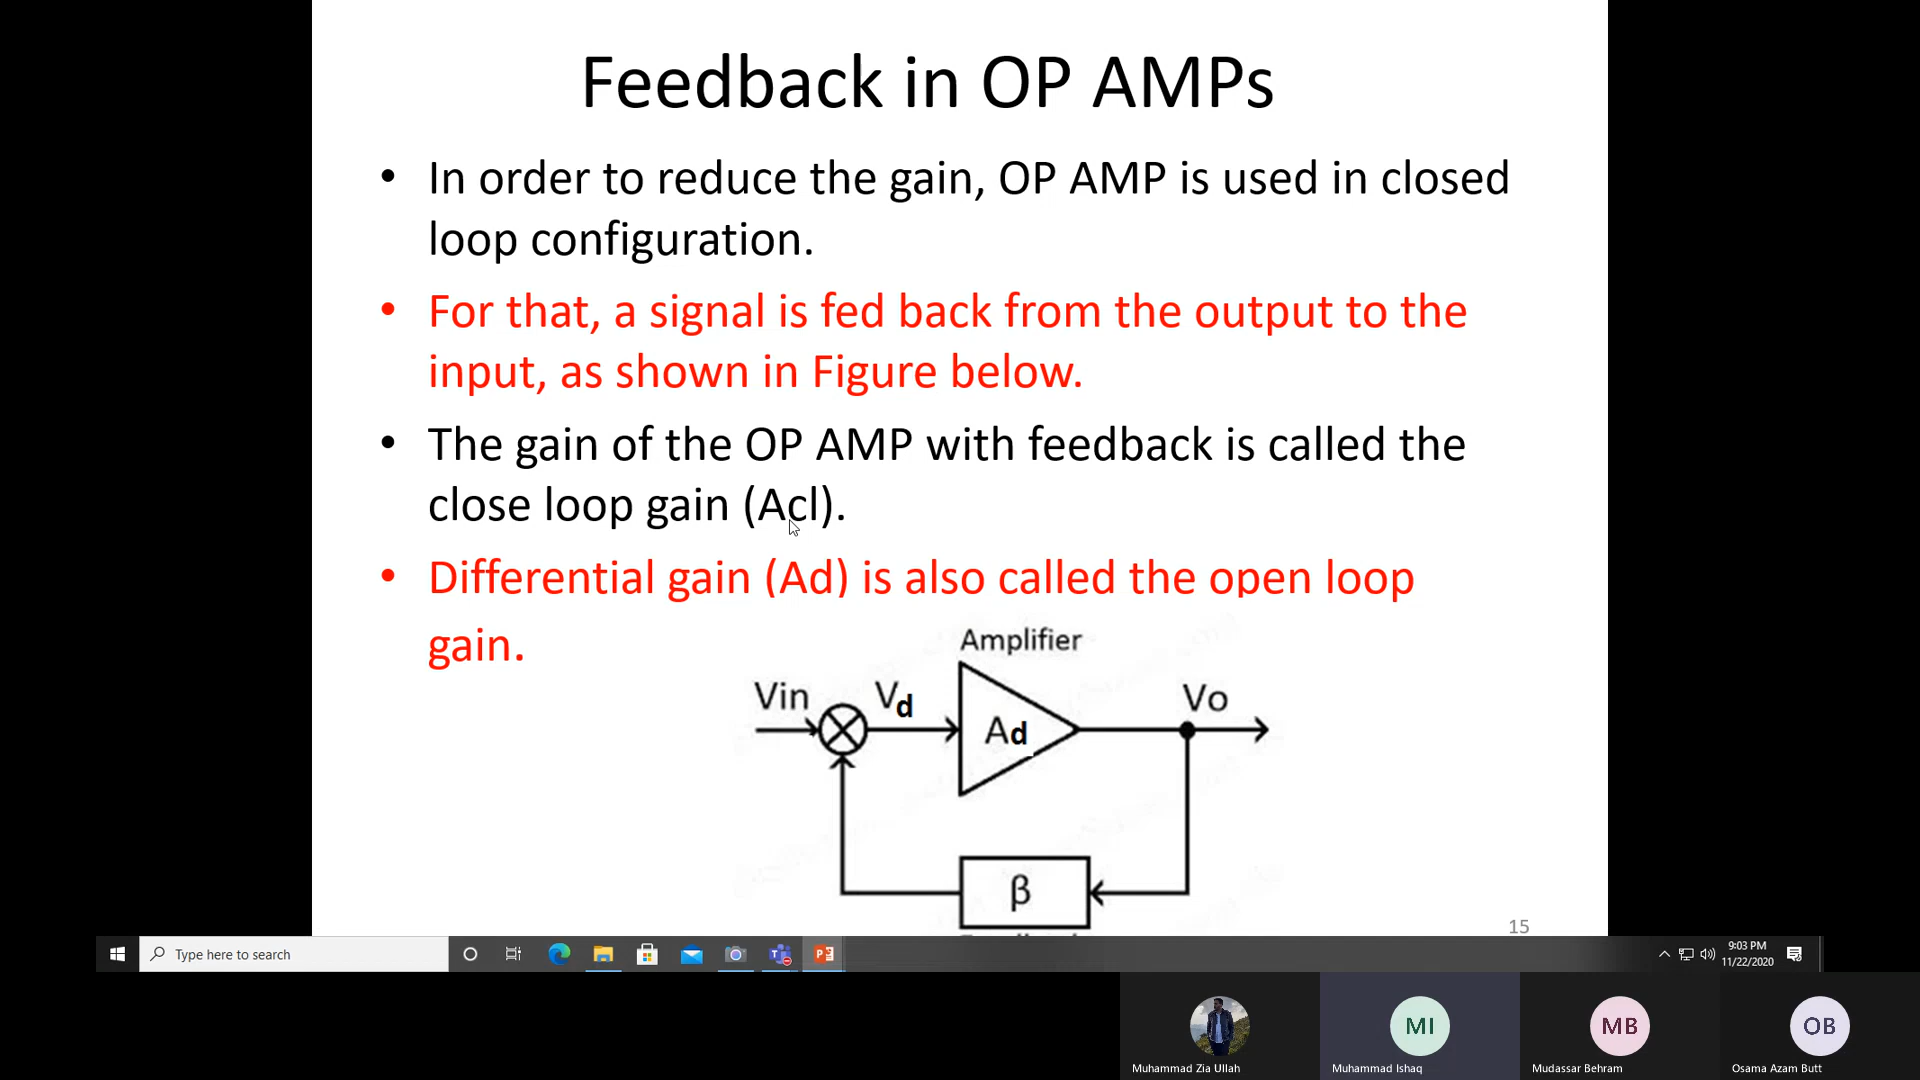 Feedback in OP AMPs
• In order to reduce the gain, OP AMP is used in closed
loop configuration.
• For that, a signal is fed back from the output to the
input, as shown in Figure below.
• The gain of the OP AMP with feedback is called the
close loop gain (Acl).
• Differential gain (Ad) is also called the open loop
gain.
Amplifier
Vin
Vd
Ad
Vo
β
15
Type here to search
9:03 PM
11/22/2020
MI
MB
OB
Muhammad Zia Ullah
Muhammad Ishaq
Mudassar Behram
Osama Azam Butt